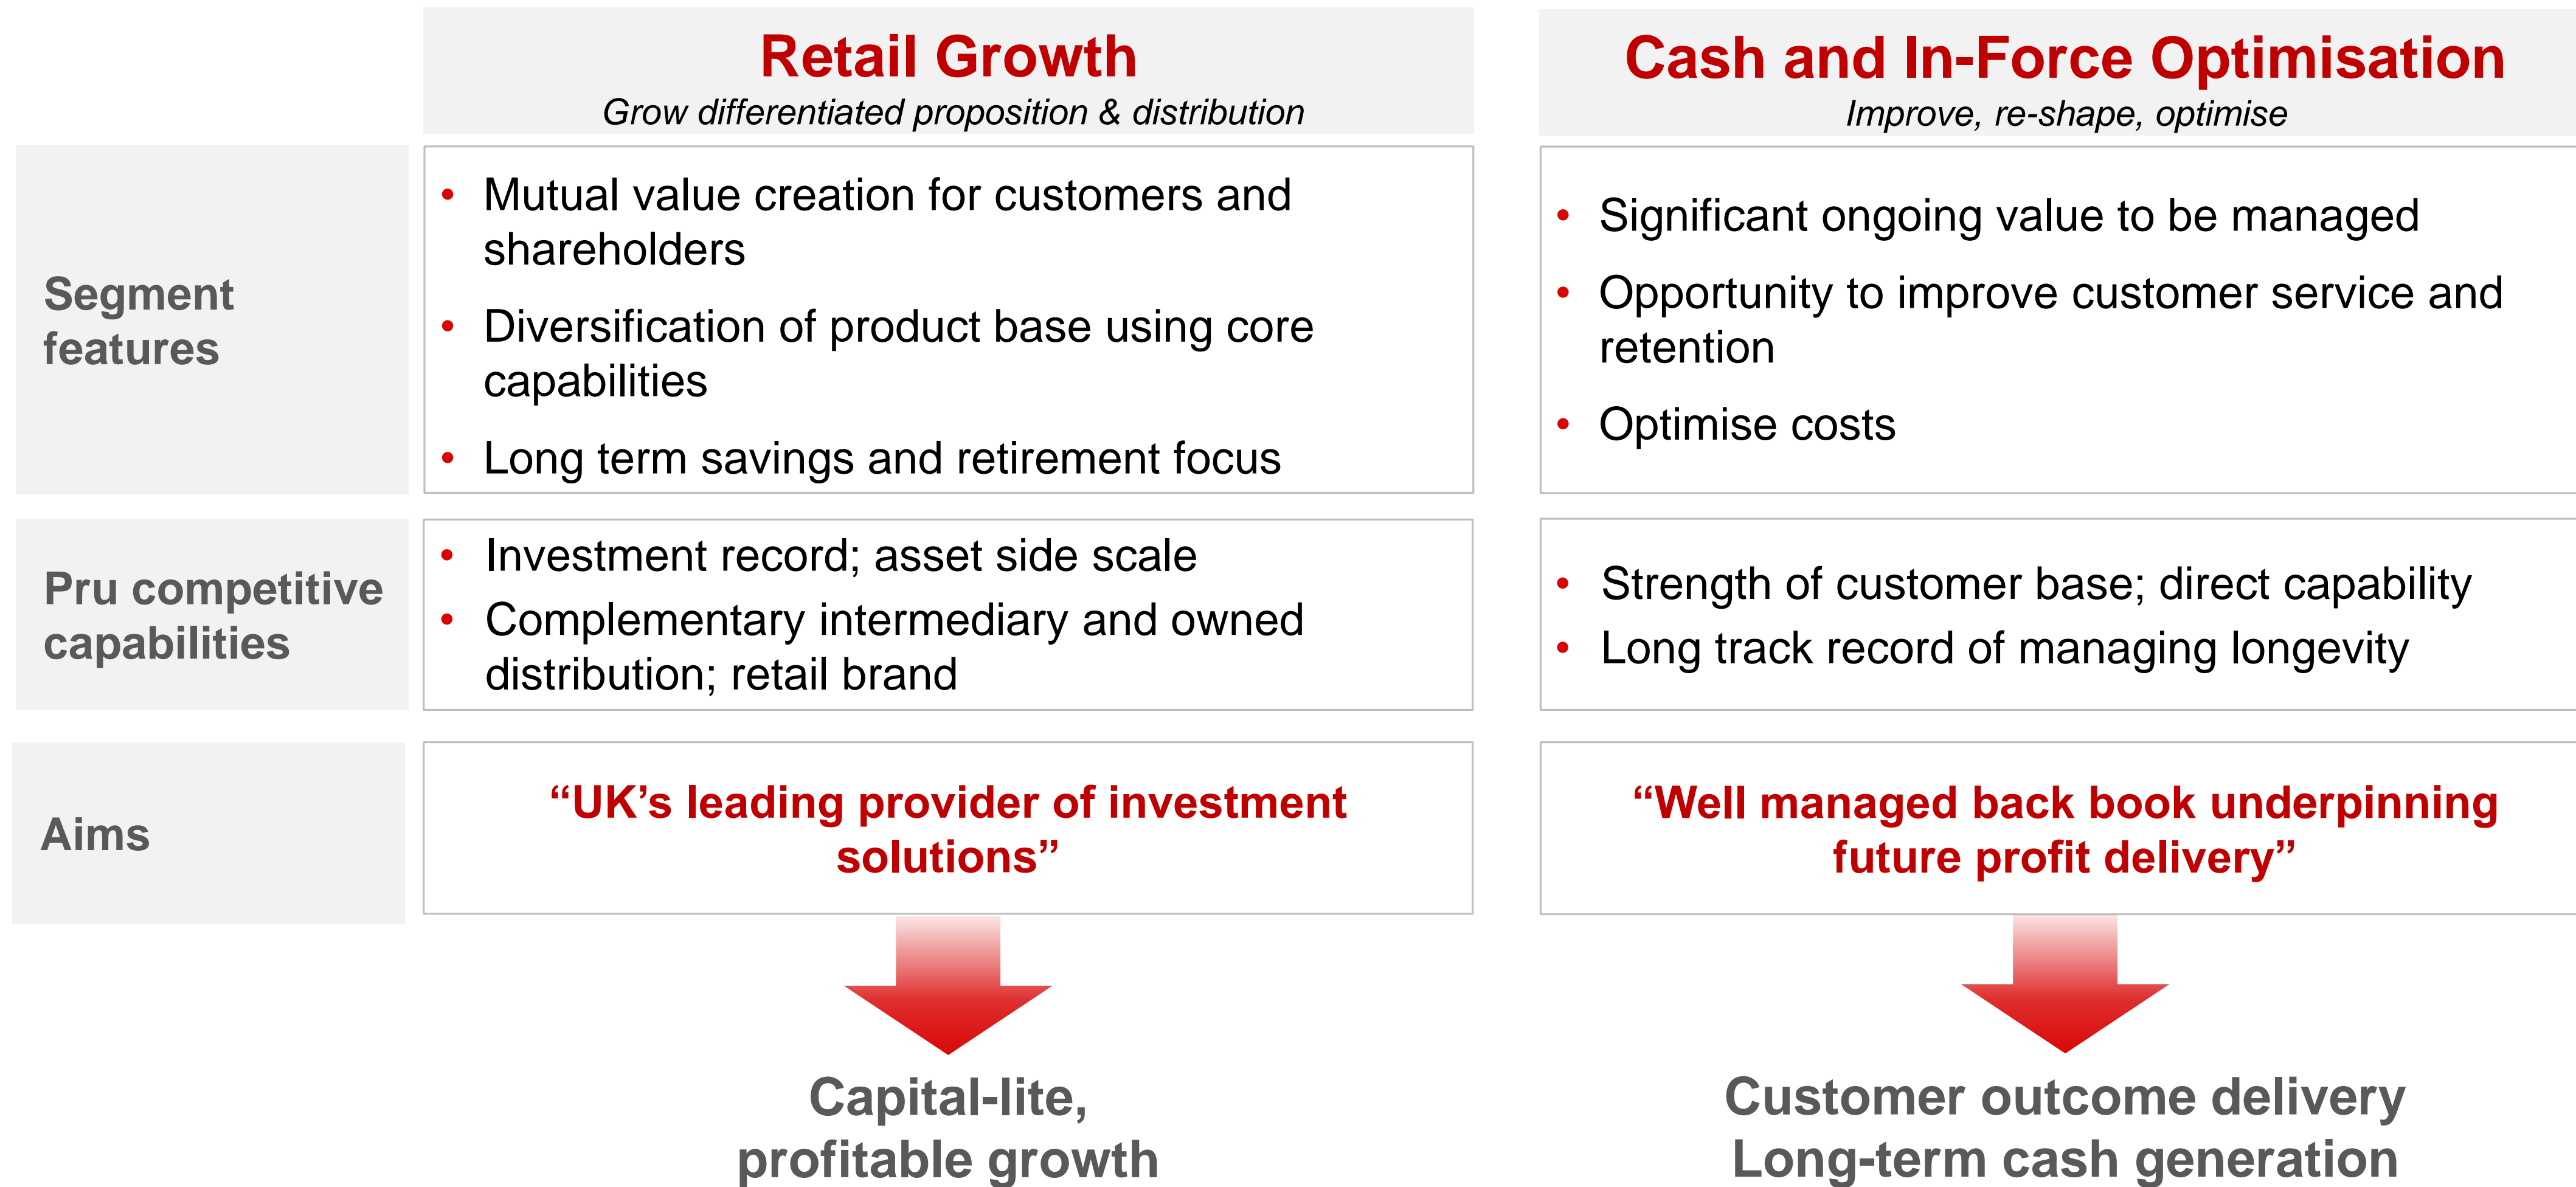 Retail Growth
Grow differentiated proposition & distribution
Cash and In-Force Optimisation
Improve, re-shape, optimise
Segment
features
• Mutual value creation for customers and
shareholders
• Diversification of product base using core
capabilities
• Long term savings and retirement focus
• Significant ongoing value to be managed
• Opportunity to improve customer service and
retention
• Optimise costs
Pru competitive
capabilities
• Investment record; asset side scale
• Complementary intermediary and owned
distribution; retail brand
• Strength of customer base; direct capability
• Long track record of managing longevity
Aims
“UK’s leading provider of investment
solutions”
“Well managed back book underpinning
future profit delivery”
Capital-lite,
profitable growth
Customer outcome delivery
Long-term cash generation